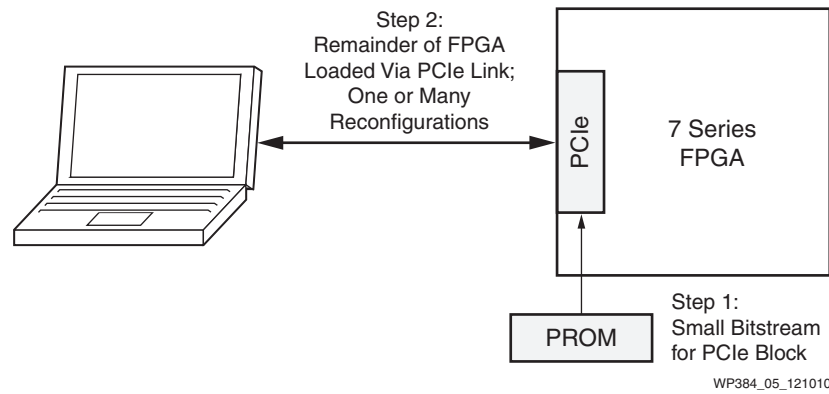 Step 2:
Remainder of FPGA
Loaded Via PCIe Link;
One or Many
Reconfigurations
PCIe
7 Series
FPGA
PROM
Step 1:
Small Bitstream
for PCIe Block
WP384_05_121010